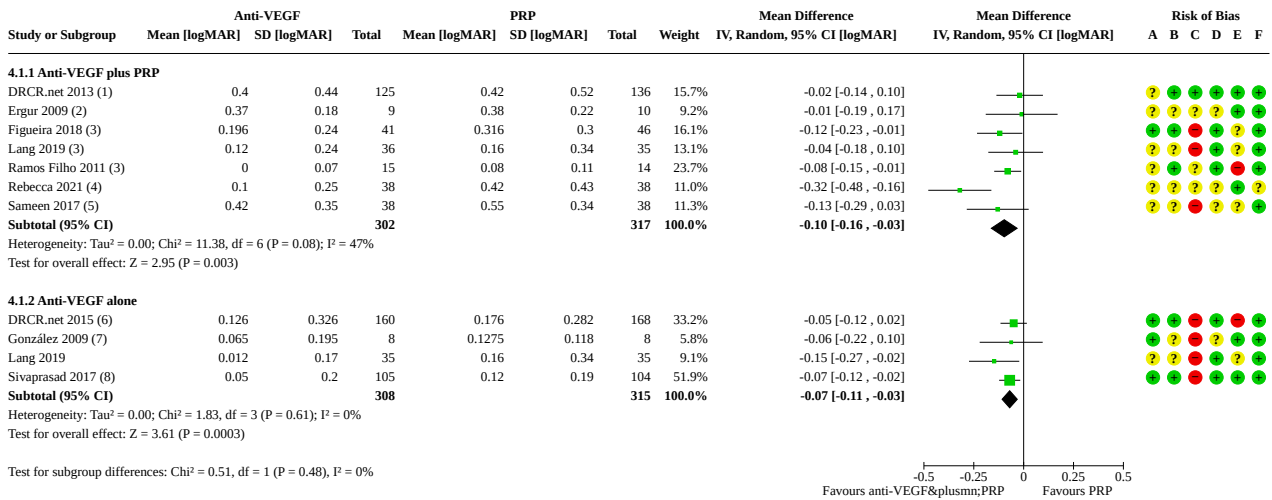 Anti-VEGF PRP Mean Difference Mean Difference Risk of Bias
Study or Subgroup Mean [logMAR] SD [logMAR] Total Mean [logMAR] SD [logMAR] Total Weight IV, Random, 95% CI [logMAR] IV, Random, 95% CI [logMAR] A B C D E F
4.1.1 Anti-VEGF plus PRP
DRCR.net 2013 (1) 0.4 0.44 125 0.42 0.52 136 15.7% -0.02 [-0.14 , 0.10] ? + + + + +
Ergur 2009 (2) 0.37 0.18 9 0.38 0.22 10 9.2% -0.01 [-0.19 , 0.17] ? ? ? ? + +
Figueira 2018 (3) 0.196 0.24 41 0.316 0.3 46 16.1% -0.12 [-0.23 , -0.01] + + − + ? +
Lang 2019 (3) 0.12 0.24 36 0.16 0.34 35 13.1% -0.04 [-0.18 , 0.10] ? ? − + ? +
Ramos Filho 2011 (3) 0 0.07 15 0.08 0.11 14 23.7% -0.08 [-0.15 , -0.01] ? + ? + − +
Rebecca 2021 (4) 0.1 0.25 38 0.42 0.43 38 11.0% -0.32 [-0.48 , -0.16] ? ? ? ? + ?
Sameen 2017 (5) 0.42 0.35 38 0.55 0.34 38 11.3% -0.13 [-0.29 , 0.03] ? ? − ? ? +
Subtotal (95% CI) 302 317 100.0% -0.10 [-0.16 , -0.03]
Heterogeneity: Tau² = 0.00; Chi² = 11.38, df = 6 (P = 0.08); I² = 47%
Test for overall effect: Z = 2.95 (P = 0.003)
4.1.2 Anti-VEGF alone
DRCR.net 2015 (6) 0.126 0.326 160 0.176 0.282 168 33.2% -0.05 [-0.12 , 0.02] + + − + − +
González 2009 (7) 0.065 0.195 8 0.1275 0.118 8 5.8% -0.06 [-0.22 , 0.10] + ? − ? + +
Lang 2019 0.012 0.17 35 0.16 0.34 35 9.1% -0.15 [-0.27 , -0.02] ? ? − + ? +
Sivaprasad 2017 (8) 0.05 0.2 105 0.12 0.19 104 51.9% -0.07 [-0.12 , -0.02] + + − + + +
Subtotal (95% CI) 308 315 100.0% -0.07 [-0.11 , -0.03]
Heterogeneity: Tau² = 0.00; Chi² = 1.83, df = 3 (P = 0.61); I² = 0%
Test for overall effect: Z = 3.61 (P = 0.0003)
Test for subgroup differences: Chi² = 0.51, df = 1 (P = 0.48), I² = 0%
-0.5 -0.25 0 0.25 0.5
Favours anti-VEGF&plusmn;PRP Favours PRP